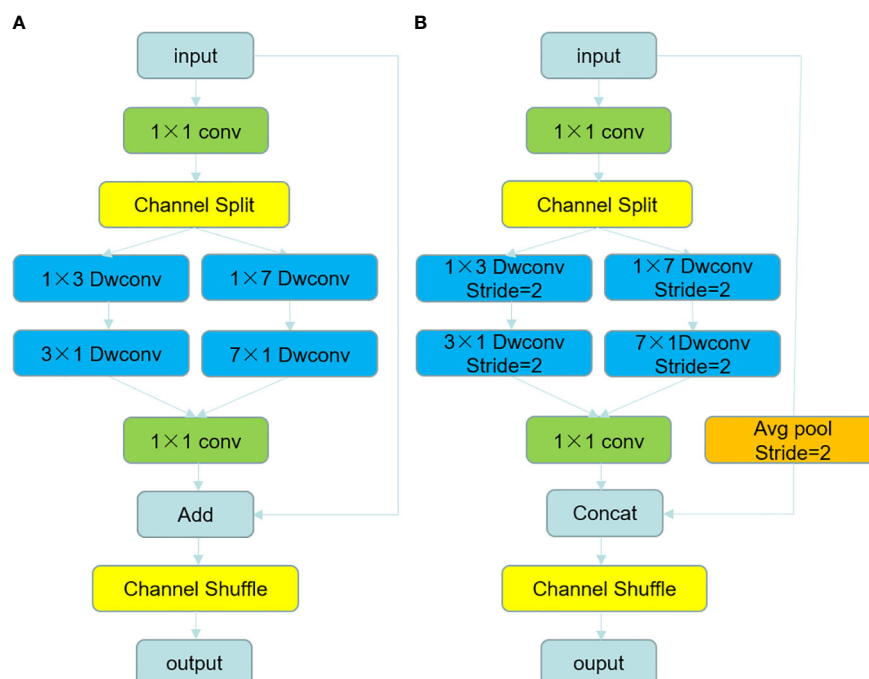 A
input
1×1 conv
Channel Split
1×3 Dwconv
1×7 Dwconv
3×1 Dwconv
7×1 Dwconv
1×1 conv
Add
Channel Shuffle
output
B
input
1×1 conv
Channel Split
1×3 Dwconv
Stride=2
1×7 Dwconv
Stride=2
3×1 Dwconv
Stride=2
7×1Dwconv
Stride=2
1×1 conv
Avg pool
Stride=2
Concat
Channel Shuffle
ouput